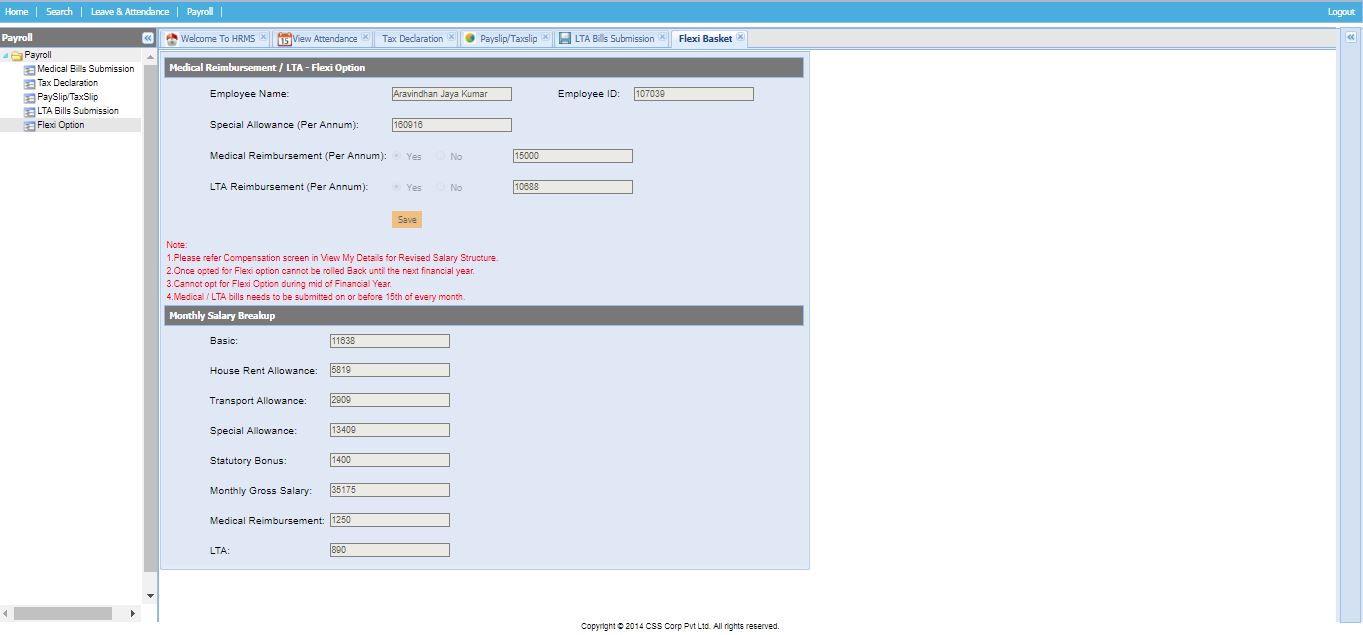 Home Search Leave & Attendance Payroll Logout
Payroll
Welcome To HRMS View Attendance Tax Declaration Payslip/Taxslip LTA Bills Submission Flexi Basket
Payroll
Medical Bills Submission
Tax Declaration
PaySlip/TaxSlip
LTA Bills Submission
Flexi Option
Medical Reimbursement / LTA - Flexi Option
Employee Name: Aravindhan Jaya Kumar Employee ID: 107039
Special Allowance (Per Annum): 160916
Medical Reimbursement (Per Annum): Yes No 15000
LTA Reimbursement (Per Annum): Yes No 10688
Save
Note:
1.Please refer Compensation screen in View My Details for Revised Salary Structure.
2.Once opted for Flexi option cannot be rolled Back until the next financial year.
3.Cannot opt for Flexi Option during mid of Financial Year.
4.Medical / LTA bills needs to be submitted on or before 15th of every month.
Monthly Salary Breakup
Basic: 11638
House Rent Allowance: 5819
Transport Allowance: 2909
Special Allowance: 13409
Statutory Bonus: 1400
Monthly Gross Salary: 35175
Medical Reimbursement: 1250
LTA: 890
Copyright © 2014 CSS Corp Pvt Ltd. All rights reserved.